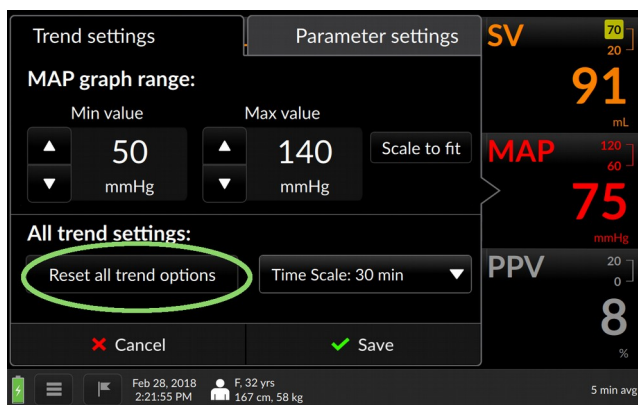 Trend settings
Parameter settings
MAP graph range:
Min value
Max value
50
mmHg
140
mmHg
Scale to fit
All trend settings:
Reset all trend options
Time Scale: 30 min
Cancel
Save
SV
70
20
91
mL
MAP
120
60
75
mmHg
PPV
20
0
8
%
Feb 28, 2018
2:21:55 PM
F, 32 yrs
167 cm, 58 kg
5 min avg